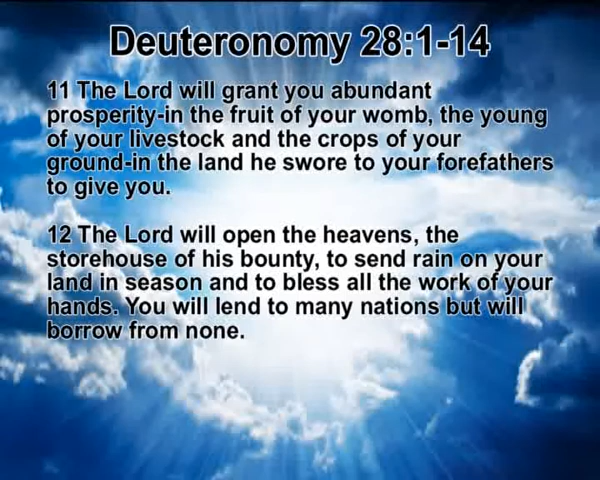 Deuteronomy 28:1-14
11 The Lord will grant you abundant
prosperity-in the fruit of your womb, the young
of your livestock and the crops of your
ground-in the land he swore to your forefathers
to give you.
12 The Lord will open the heavens, the
storehouse of his bounty, to send rain on your
land in season and to bless all the work of your
hands. You will lend to many nations but will
borrow from none.